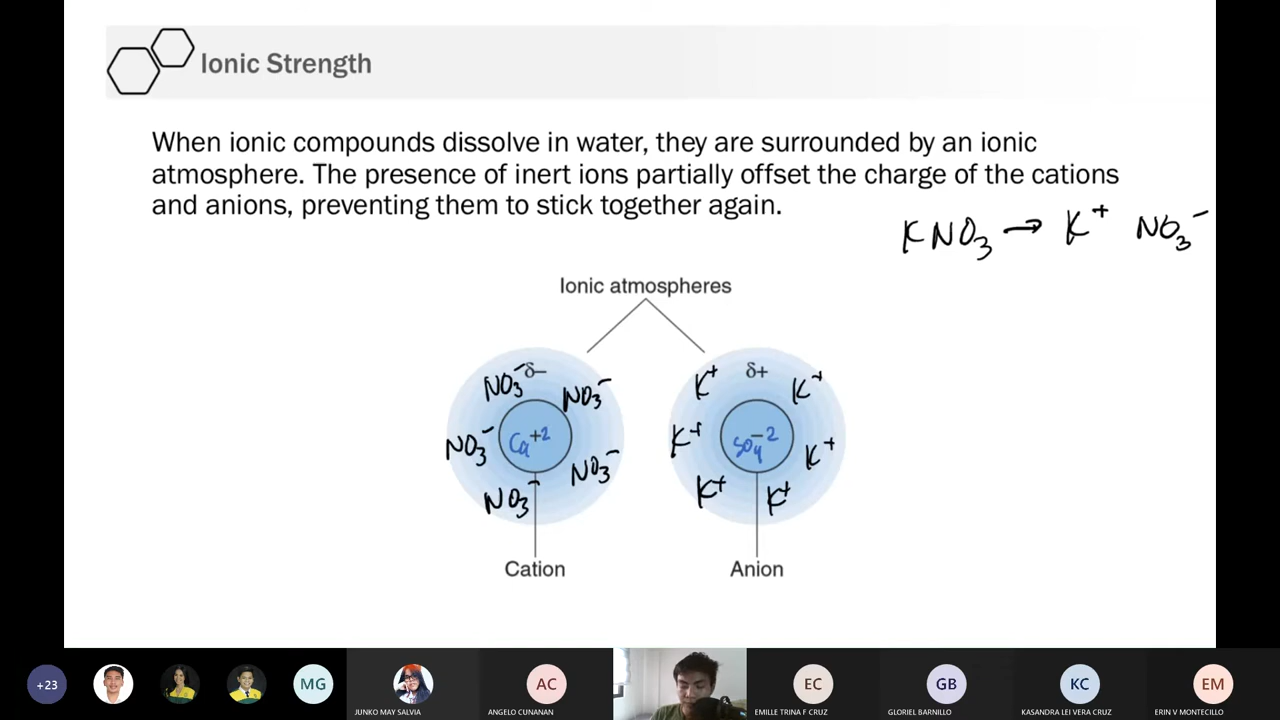 Ionic Strength
When ionic compounds dissolve in water, they are surrounded by an ionic
atmosphere. The presence of inert ions partially offset the charge of the cations
and anions, preventing them to stick together again.
KNO₃ → K⁺ NO₃⁻
Ionic atmospheres
δ− δ+
NO₃⁻ NO₃⁻ K⁺ K⁺
NO₃⁻ Ca⁺² K⁺ SO₄⁻² K⁺
NO₃⁻
NO₃⁻ K⁺ K⁺
Cation Anion
+23 MG AC EC GB KC EM
JUNKO MAY SALVIA ANGELO CUNANAN EMILLE TRINA F CRUZ GLORIEL BARNILLO KASANDRA LEI VERA CRUZ ERIN V MONTECILLO